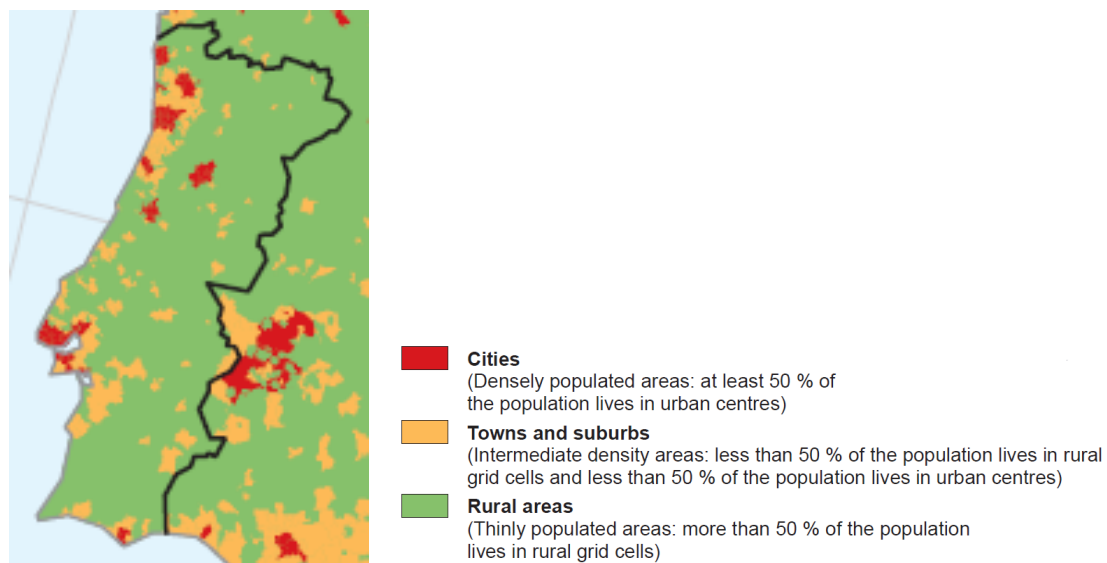 Cities
(Densely populated areas: at least 50 % of
the population lives in urban centres)
Towns and suburbs
(Intermediate density areas: less than 50 % of the population lives in rural
grid cells and less than 50 % of the population lives in urban centres)
Rural areas
(Thinly populated areas: more than 50 % of the population
lives in rural grid cells)